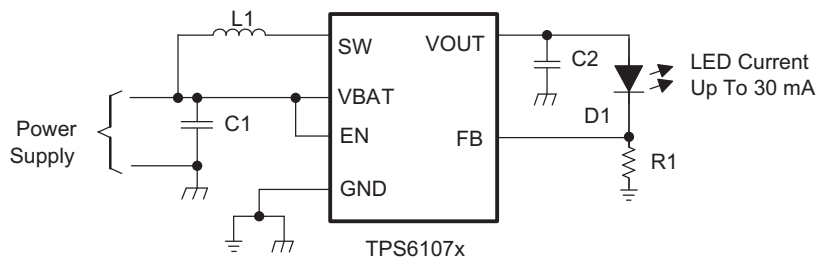 L1
SW
VOUT
C2
LED Current
Up To 30 mA
VBAT
C1
D1
Power
Supply
EN
FB
R1
GND
TPS6107x